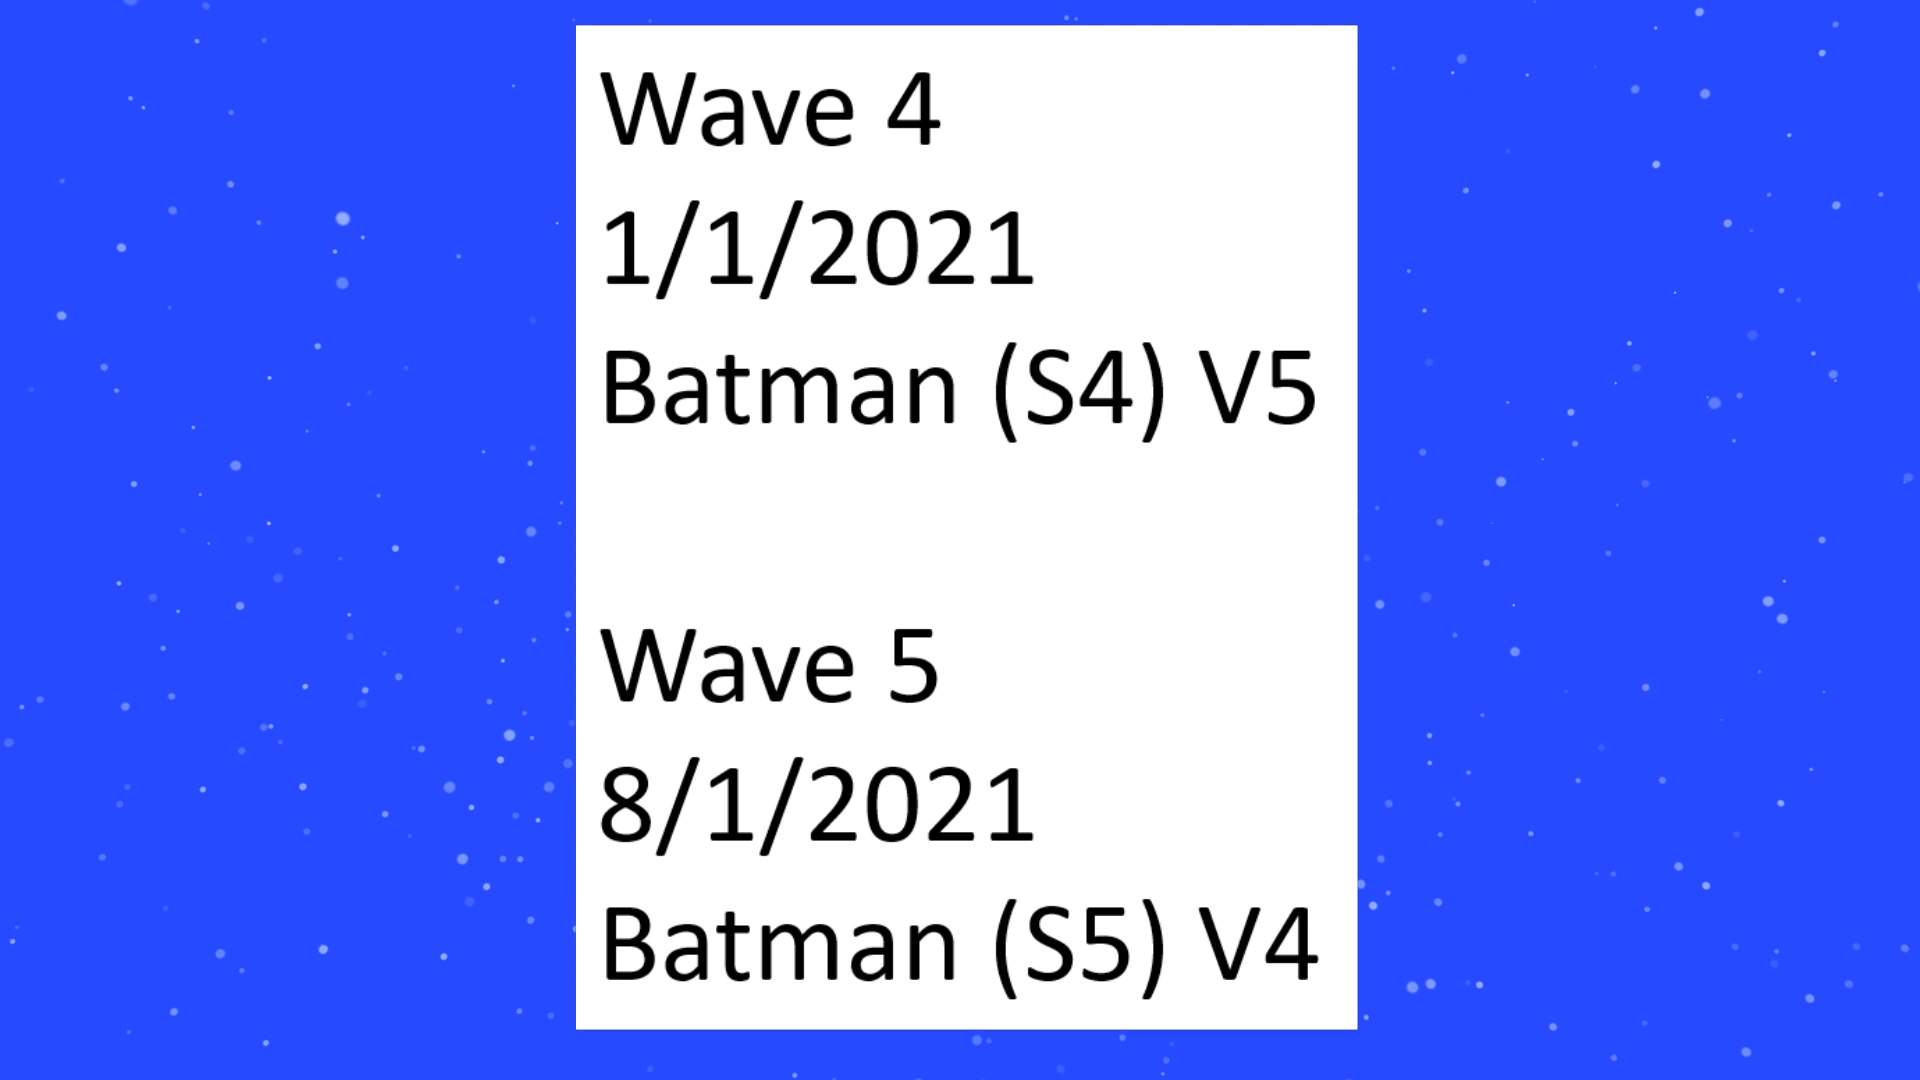 Wave 4
1/1/2021
Batman (S4) V5
Wave 5
8/1/2021
Batman (S5) V4